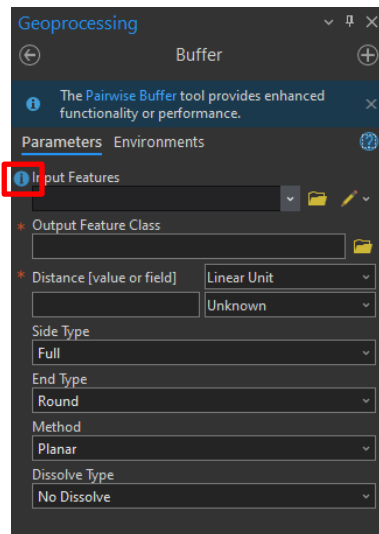 Geoprocessing
Buffer
The Pairwise Buffer tool provides enhanced
functionality or performance.
Parameters Environments
Input Features
* Output Feature Class
* Distance [value or field] Linear Unit
Unknown
Side Type
Full
End Type
Round
Method
Planar
Dissolve Type
No Dissolve